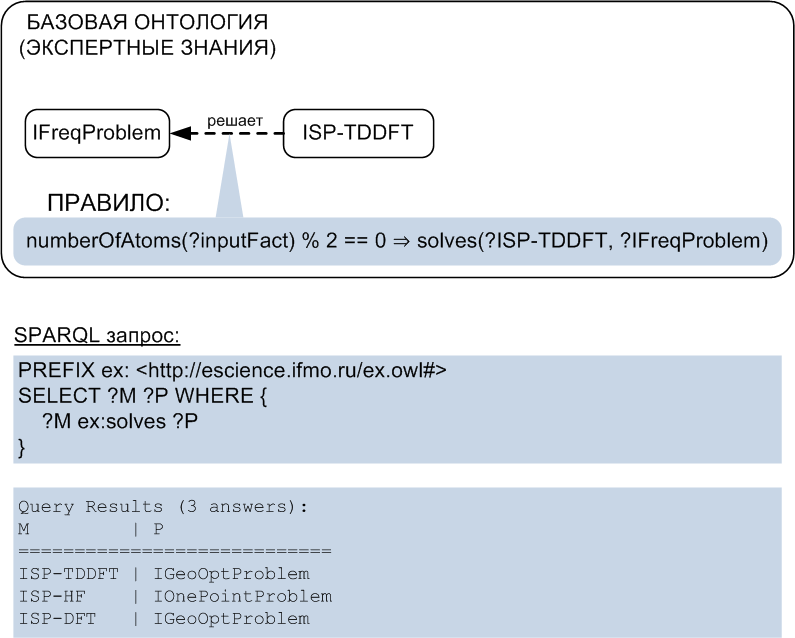 БАЗОВАЯ ОНТОЛОГИЯ
(ЭКСПЕРТНЫЕ ЗНАНИЯ)
IFreqProblem
решает
ISP-TDDFT
ПРАВИЛО:
numberOfAtoms(?inputFact) % 2 == 0 ⇒ solves(?ISP-TDDFT, ?IFreqProblem)
SPARQL запрос:
PREFIX ex: <http://escience.ifmo.ru/ex.owl#>
SELECT ?M ?P WHERE {
?M ex:solves ?P
}
Query Results (3 answers):
M | P
============================
ISP-TDDFT | IGeoOptProblem
ISP-HF | IOnePointProblem
ISP-DFT | IGeoOptProblem